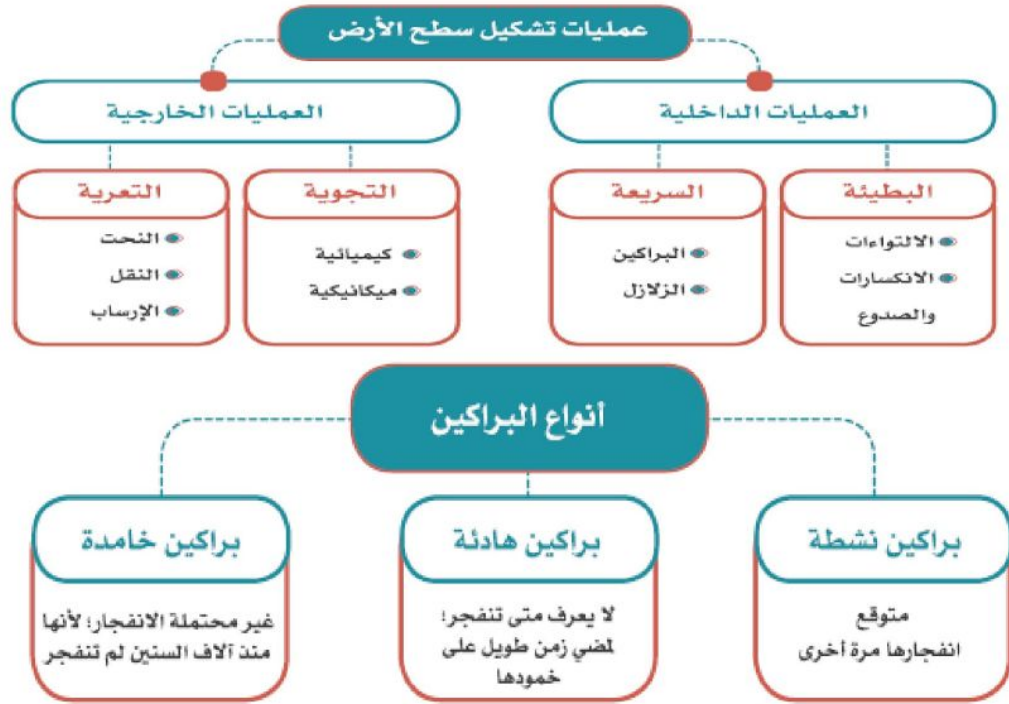 عمليات تشكيل سطح الأرض
العمليات الداخلية
البطيئة
الالتواءات
الانكسارات
والصدوع
السريعة
البراكين
الزلازل
العمليات الخارجية
التجوية
كيميائية
ميكانيكية
التعرية
النحت
النقل
الإرساب
أنواع البراكين
براكين نشطة
متوقع
انفجارها مرة أخرى
براكين هادئة
لا يعرف متى تنفجر؛
لمضي زمن طويل على
خمودها
براكين خامدة
غير محتملة الانفجار؛ لأنها
منذ آلاف السنين لم تنفجر